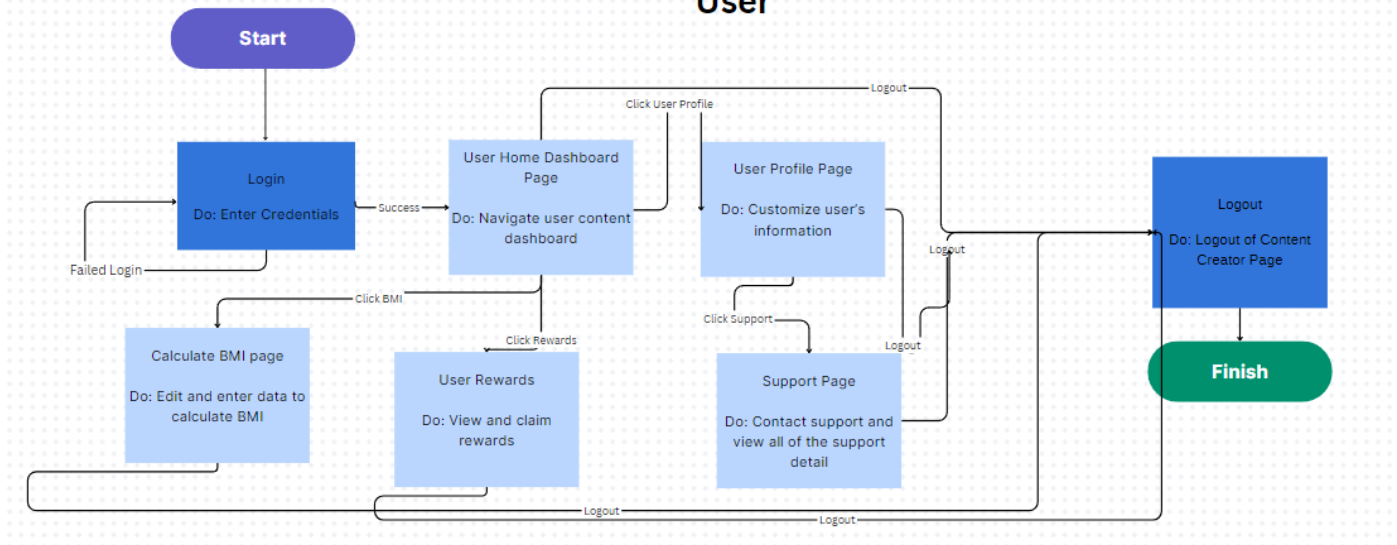 User
Start
Logout
Click User Profile
Login
Do: Enter Credentials
Success
Failed Login
User Home Dashboard
Page
Do: Navigate user content
dashboard
User Profile Page
Do: Customize user's
information
Logout
Do: Logout of Content
Creator Page
Logout
Click BMI
Click Rewards
Click Support
Logout
Calculate BMI page
Do: Edit and enter data to
calculate BMI
User Rewards
Do: View and claim
rewards
Support Page
Do: Contact support and
view all of the support
detail
Finish
Logout
Logout